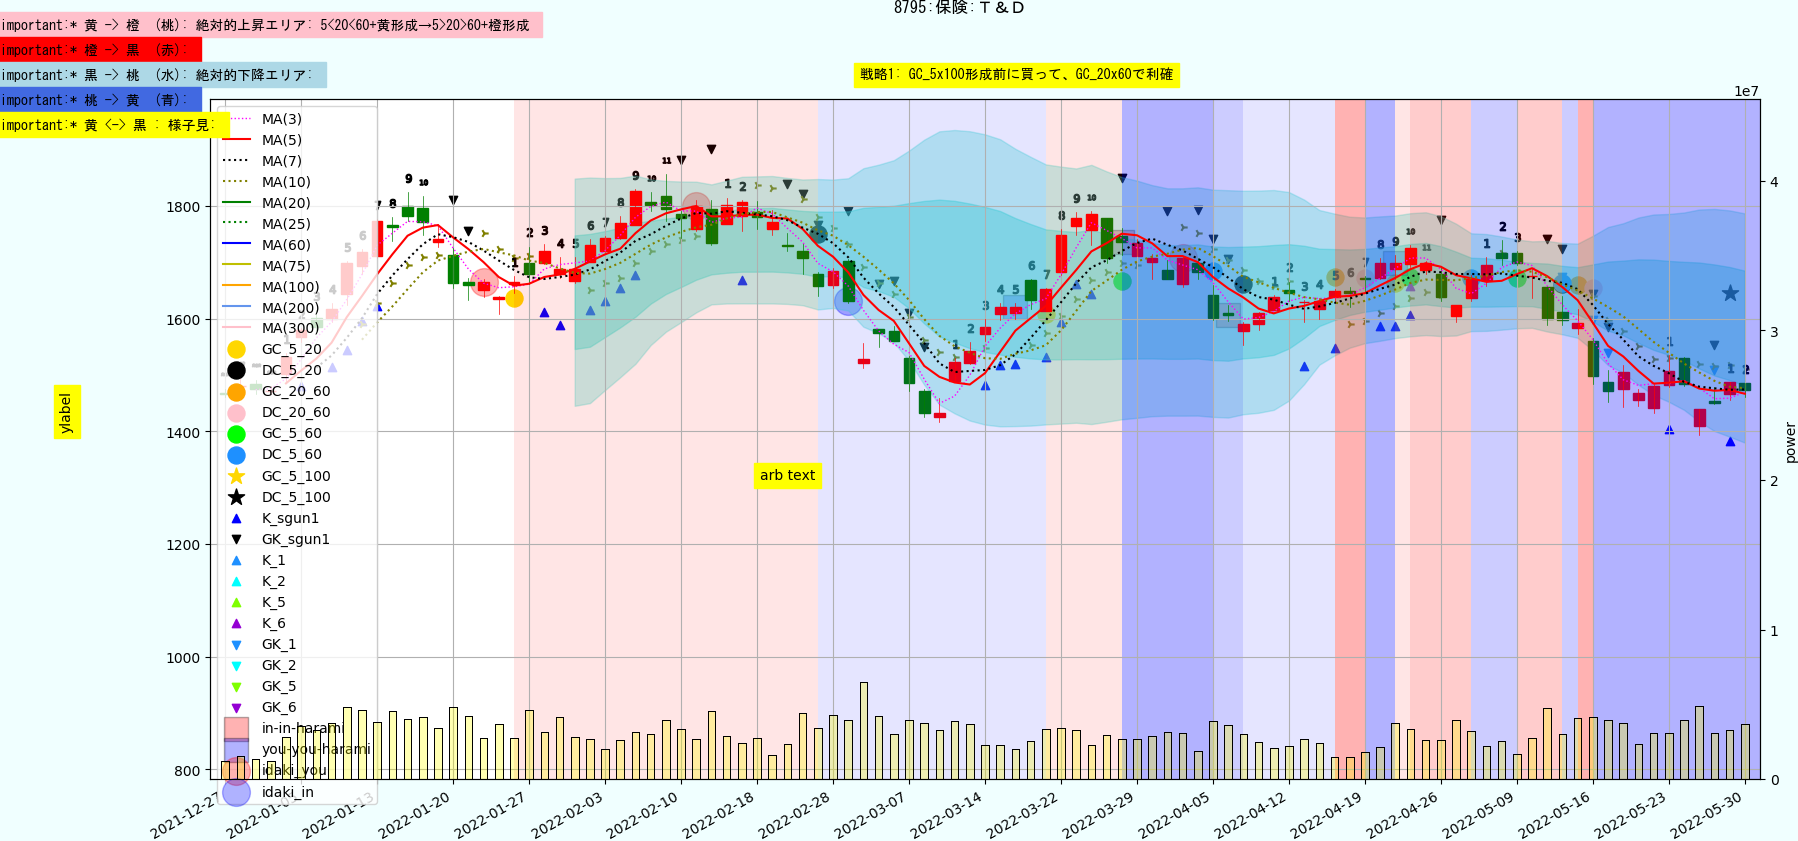 8795:保険:Ｔ＆Ｄ
important:* 黄 -> 橙 （桃）: 絶対的上昇エリア: 5<20<60+黄形成→5>20>60+橙形成
important:* 橙 -> 黒 （赤）:
important:* 黒 -> 桃 （水）: 絶対的下降エリア:
戦略1: GC_5x100形成前に買って、GC_20x60で利確
important:* 桃 -> 黄 （青）:
important:* 黄 <-> 黒 : 様子見:
1e7
MA(3)
MA(5)
MA(7)
MA(10)
MA(20)
MA(25)
MA(60)
MA(75)
MA(100)
MA(200)
MA(300)
GC_5_20
DC_5_20
GC_20_60
DC_20_60
GC_5_60
DC_5_60
GC_5_100
DC_5_100
K_sgun1
GK_sgun1
K_1
K_2
K_5
K_6
GK_1
GK_2
GK_5
GK_6
in-in-harami
you-you-harami
idaki_you
idaki_in
1800
1600
1400
1200
1000
800
ylabel
arb text
4
3
2
1
0
power
2021-12-27
2022-01-13
2022-01-20
2022-01-27
2022-02-03
2022-02-10
2022-02-18
2022-02-28
2022-03-07
2022-03-14
2022-03-22
2022-03-29
2022-04-05
2022-04-12
2022-04-19
2022-04-26
2022-05-09
2022-05-16
2022-05-23
2022-05-30